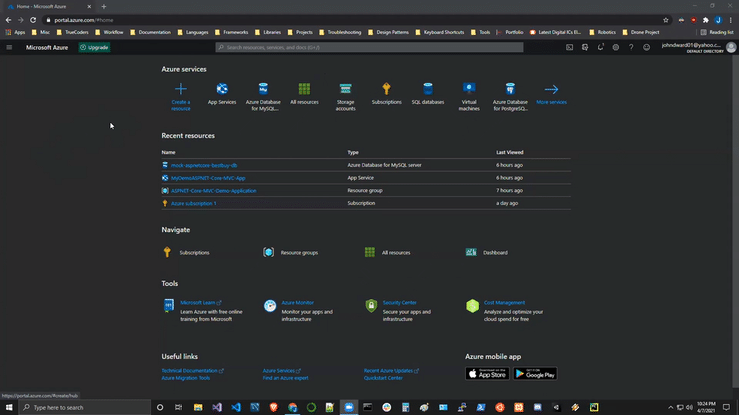 Home - Microsoft Azure
portal.azure.com/#home
Apps Misc TrueCoders Workflow Documentation Languages Frameworks Libraries Projects Troubleshooting Design Patterns Keyboard Shortcuts Tools Portfolio Latest Digital ICs El... Robotics Drone Project Reading list
Microsoft Azure Upgrade Search resources, services, and docs (G+/) johndward01@yahoo.c...
DEFAULT DIRECTORY
Azure services
Create a resource
App Services
Azure Database for MySQL...
All resources
Storage accounts
Subscriptions
SQL databases
Virtual machines
Azure Database for PostgreSQ...
More services
Recent resources
Name Type Last Viewed
mock-aspnetcore-bestbuy-db Azure Database for MySQL server 6 hours ago
MyDemoASPNET-Core-MVC-App App Service 6 hours ago
ASPNET-Core-MVC-Demo-Application Resource group 7 hours ago
Azure subscription 1 Subscription a day ago
Navigate
Subscriptions Resource groups All resources Dashboard
Tools
Microsoft Learn
Learn Azure with free online
training from Microsoft
Azure Monitor
Monitor your apps and
infrastructure
Security Center
Secure your apps and
infrastructure
Cost Management
Analyze and optimize your
cloud spend for free
Useful links
Technical Documentation
Azure Migration Tools
Azure Services
Find an Azure expert
Recent Azure Updates
Quickstart Center
Azure mobile app
App Store
Google Play
https://portal.azure.com/#create/hub
Type here to search
10:24 PM
4/7/2021